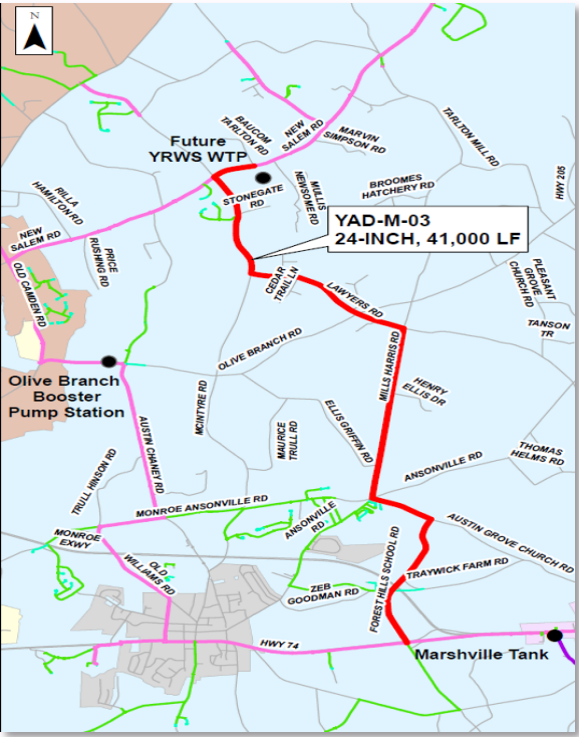 N
BAUCOM
TARLTON RD
NEW
SALEM RD
MARVIN
SIMPSON RD
TARLTON MILL RD
Future
YRWS WTP
STONEGATE
RD
MULLIS
NEWSOME RD
BROOMES
HATCHERY RD
HWY 205
RILLA
HAMILTON RD
NEW
SALEM RD
PRICE
RUSHING RD
OLD CAMDEN RD
YAD-M-03
24-INCH, 41,000 LF
CEDAR
TRAIL LN
LAWYERS RD
PLEASANT
GROVE
CHURCH RD
TANSON
TR
OLIVE BRANCH RD
MILLS HARRIS RD
Olive Branch
Booster
Pump Station
MCINTYRE RD
HENRY
ELLIS DR
AUSTIN CHANEY RD
MAURICE
TRULL RD
ELLIS GRIFFIN RD
TRULL HINSON RD
ANSONVILLE RD
THOMAS
HELMS RD
MONROE ANSONVILLE RD
ANSONVILLE
RD
MONROE
EXWY
OLD
WILLIAMS RD
AUSTIN GROVE CHURCH RD
FOREST HILLS SCHOOL RD
TRAYWICK FARM RD
ZEB
GOODMAN RD
HWY 74
Marshville Tank